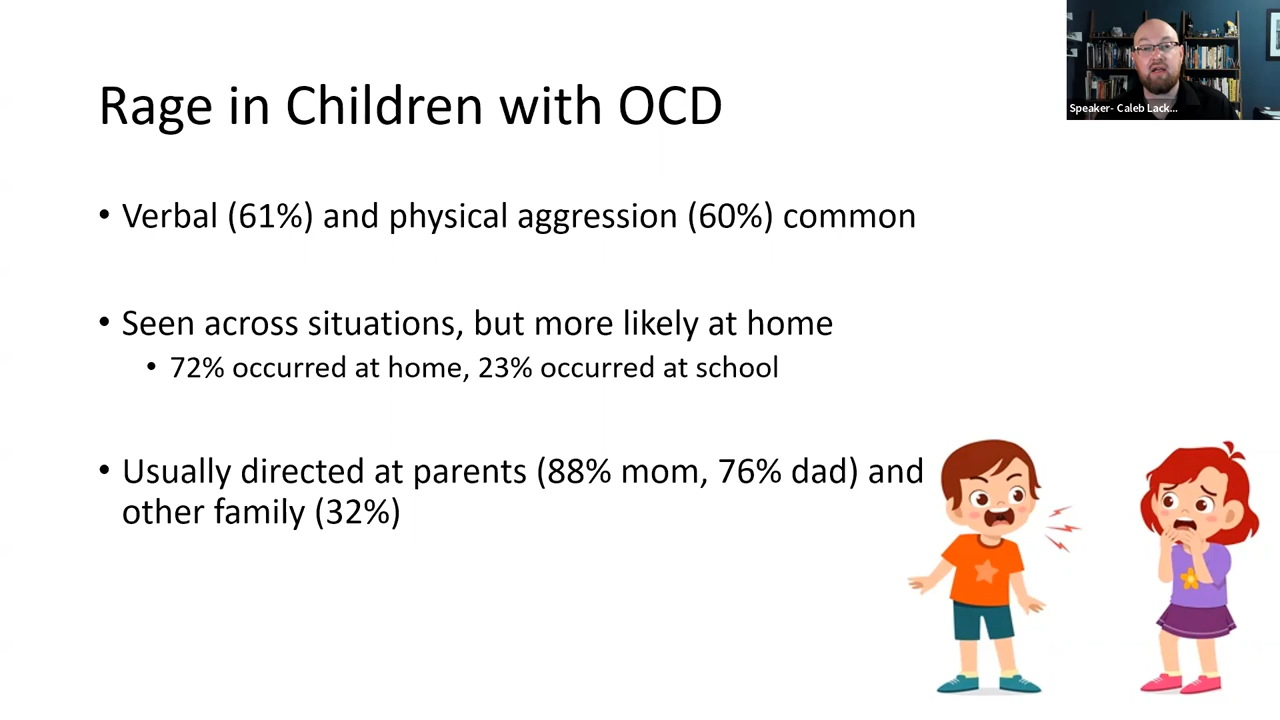 Speaker- Caleb Lack...
Rage in Children with OCD
• Verbal (61%) and physical aggression (60%) common
• Seen across situations, but more likely at home
• 72% occurred at home, 23% occurred at school
• Usually directed at parents (88% mom, 76% dad) and
other family (32%)